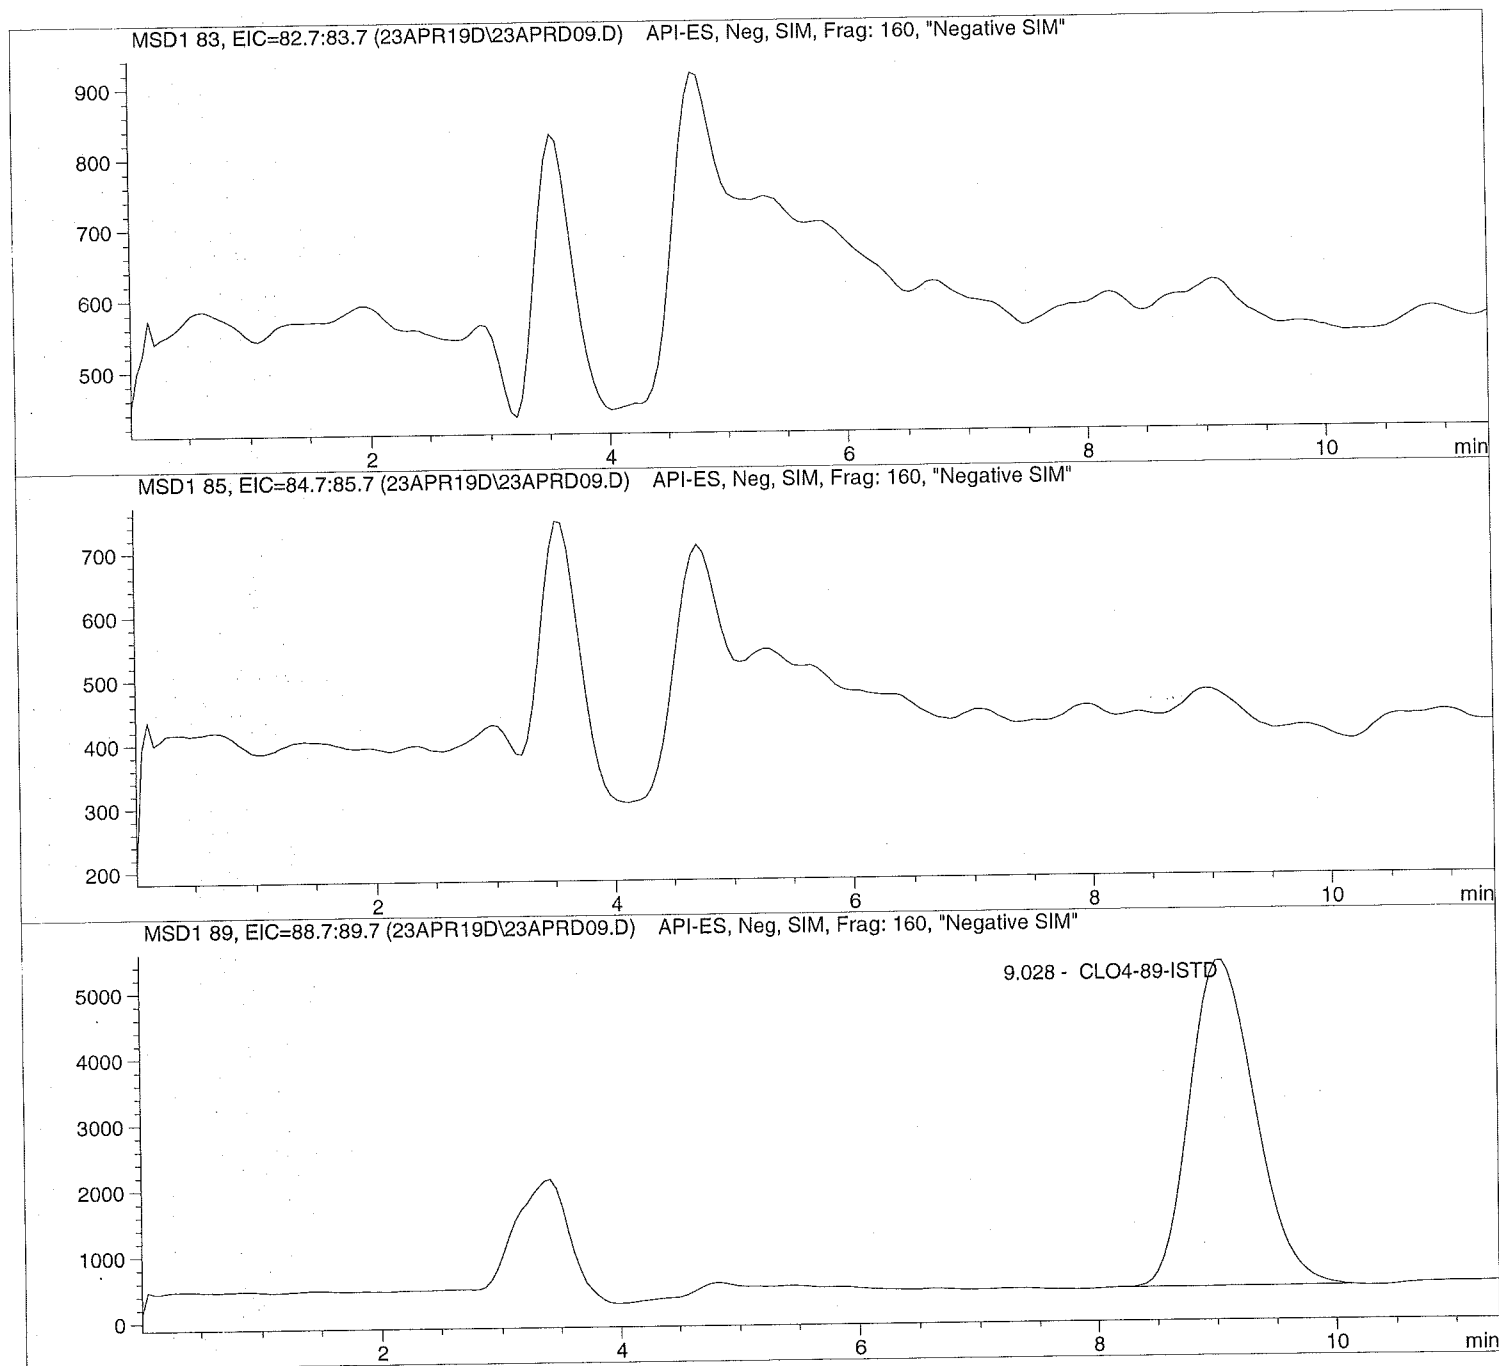 MSD1 83, EIC=82.7:83.7 (23APR19D\23APRD09.D) API-ES, Neg, SIM, Frag: 160, "Negative SIM"
900
800
700
600
500
2 4 6 8 10 min
MSD1 85, EIC=84.7:85.7 (23APR19D\23APRD09.D) API-ES, Neg, SIM, Frag: 160, "Negative SIM"
700
600
500
400
300
200
2 4 6 8 10 min
MSD1 89, EIC=88.7:89.7 (23APR19D\23APRD09.D) API-ES, Neg, SIM, Frag: 160, "Negative SIM"
9.028 - CLO4-89-ISTD
5000
4000
3000
2000
1000
0
2 4 6 8 10 min